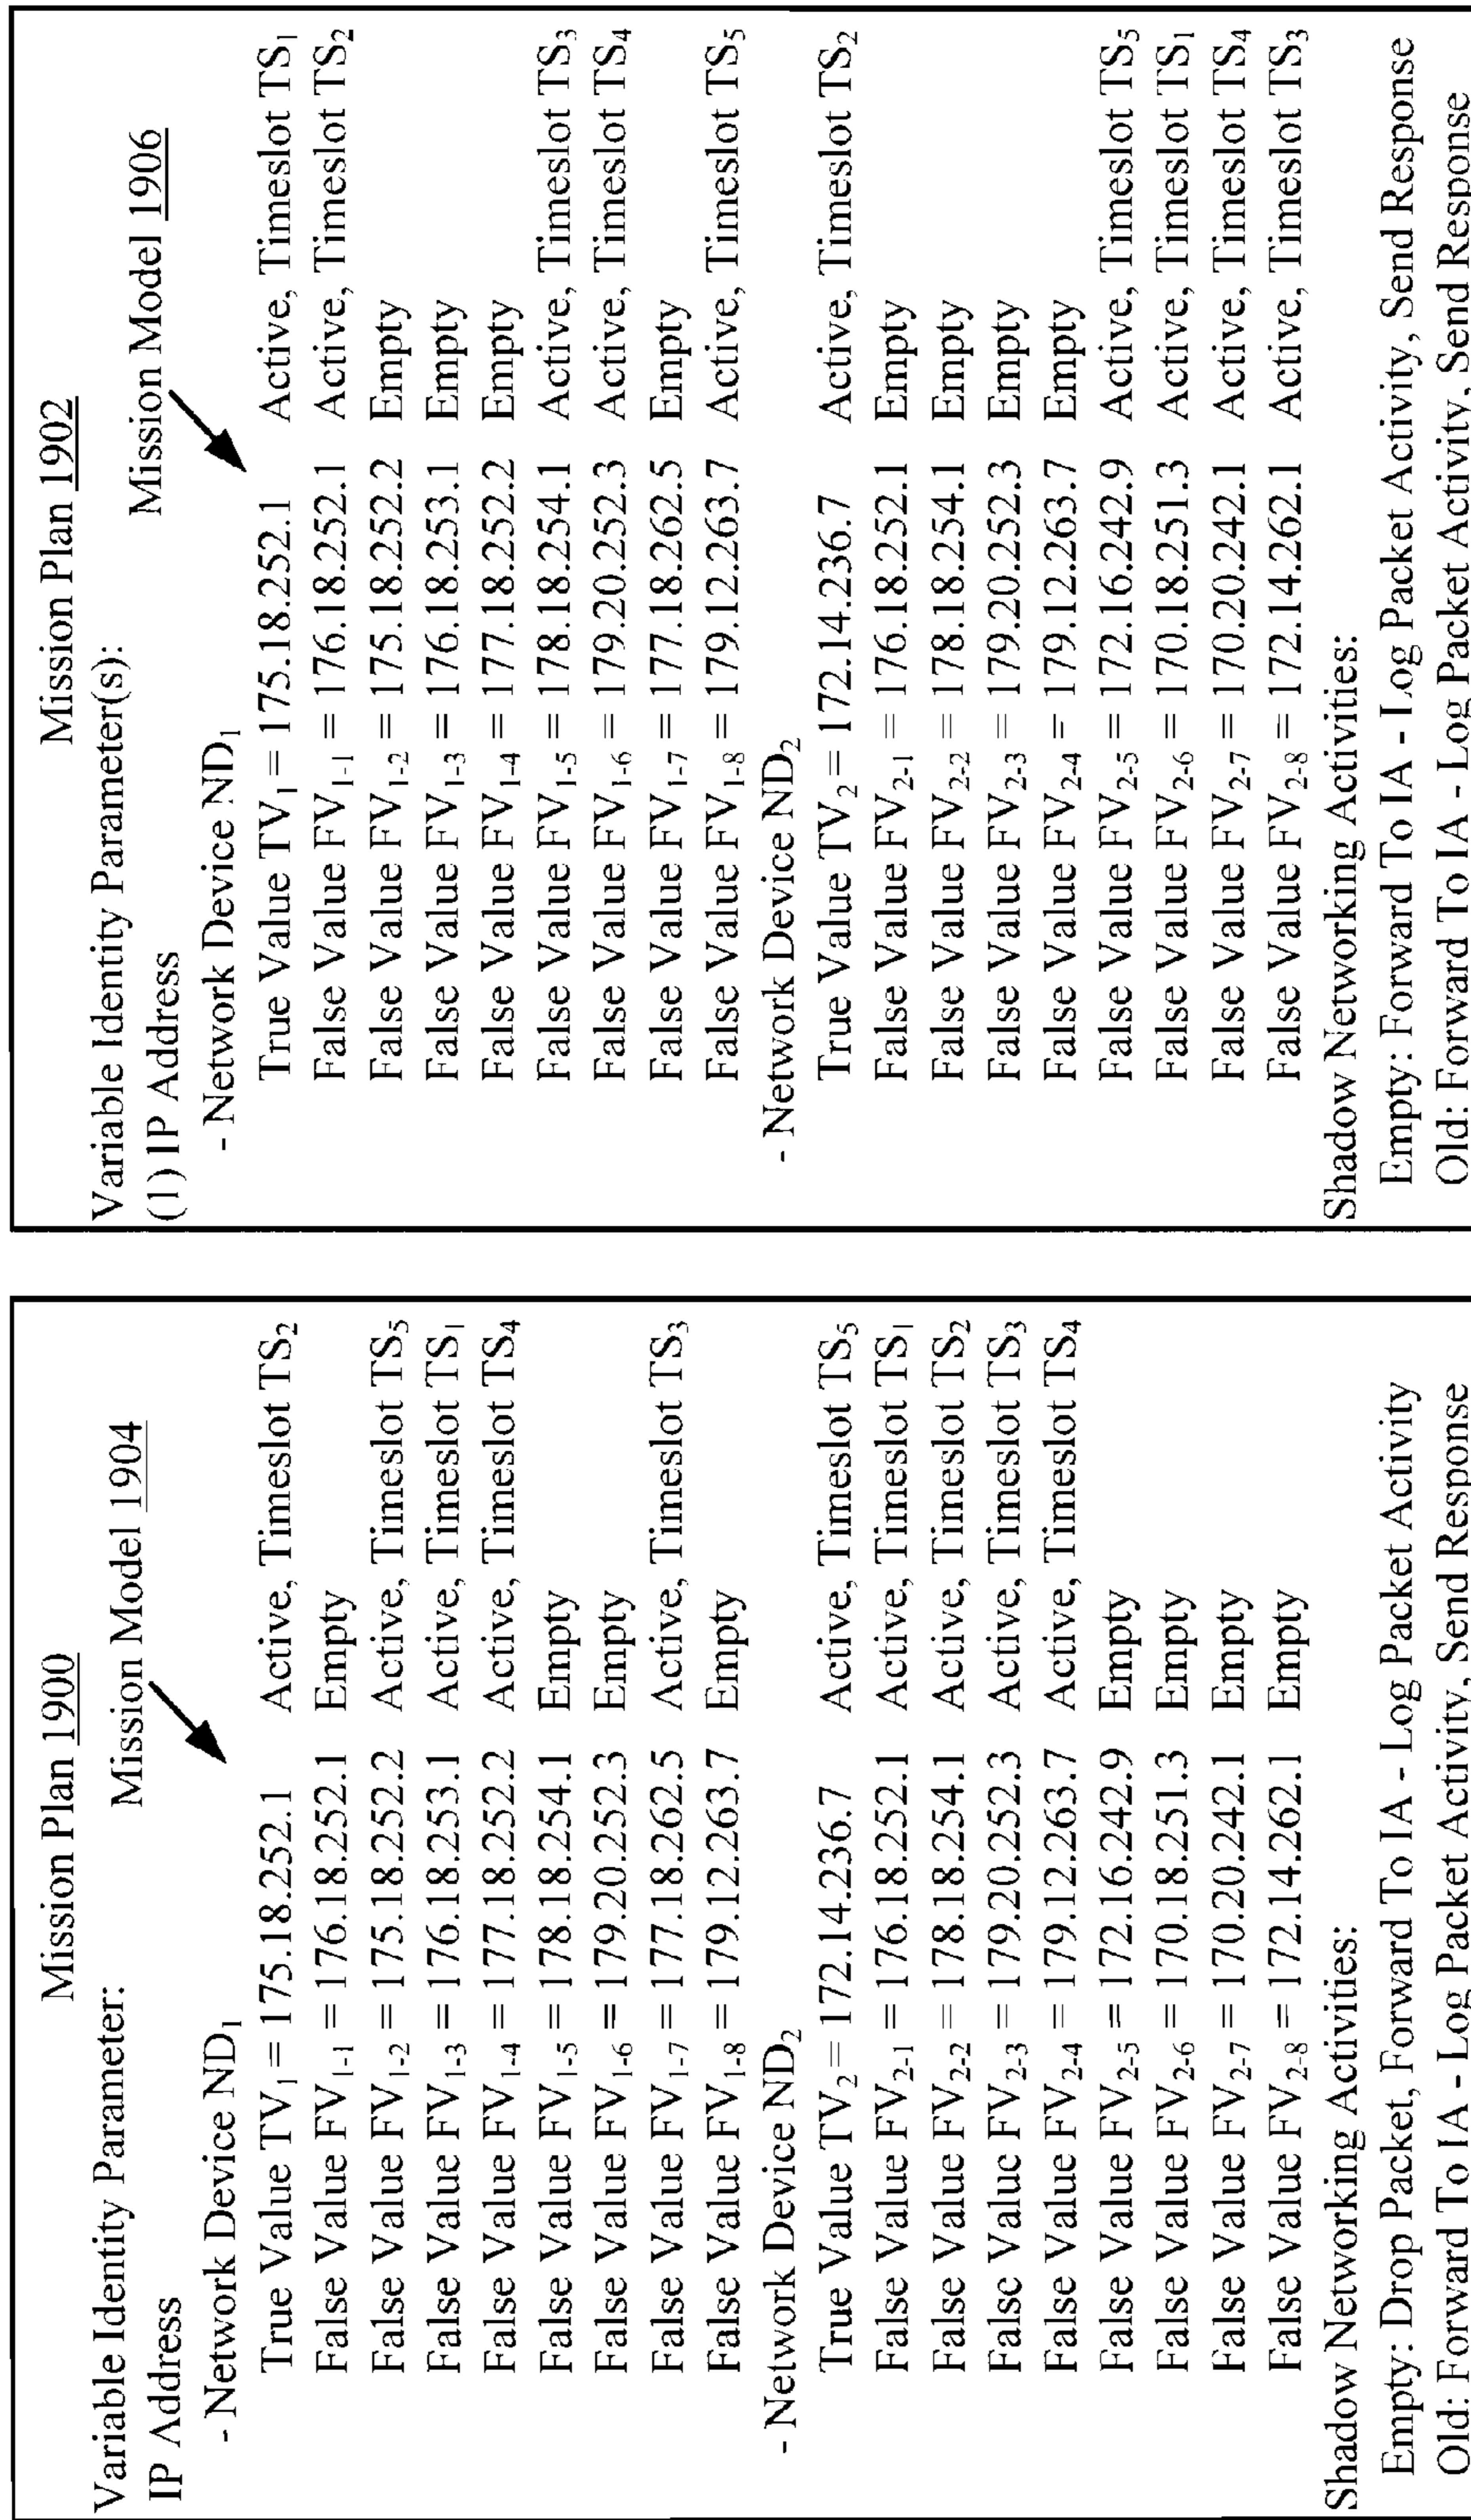 Mission Plan 1900
Mission Model 1904
Variable Identity Parameter:
IP Address
- Network Device ND₁
True Value TV₁ = 175.18.252.1 Active, Timeslot TS₂
False Value FV₁₋₁ = 176.18.252.1 Empty
False Value FV₁₋₂ = 175.18.252.2 Active, Timeslot TS₅
False Value FV₁₋₃ = 176.18.253.1 Active, Timeslot TS₁
False Value FV₁₋₄ = 177.18.252.2 Active, Timeslot TS₄
False Value FV₁₋₅ = 178.18.254.1 Empty
False Value FV₁₋₆ = 179.20.252.3 Empty
False Value FV₁₋₇ = 177.18.262.5 Active, Timeslot TS₃
False Value FV₁₋₈ = 179.12.263.7 Empty
- Network Device ND₂
True Value TV₂ = 172.14.236.7 Active, Timeslot TS₅
False Value FV₂₋₁ = 176.18.252.1 Active, Timeslot TS₁
False Value FV₂₋₂ = 178.18.254.1 Active, Timeslot TS₂
False Value FV₂₋₃ = 179.20.252.3 Active, Timeslot TS₃
False Value FV₂₋₄ = 179.12.263.7 Active, Timeslot TS₄
False Value FV₂₋₅ = 172.16.242.9 Empty
False Value FV₂₋₆ = 170.18.251.3 Empty
False Value FV₂₋₇ = 170.20.242.1 Empty
False Value FV₂₋₈ = 172.14.262.1 Empty
Shadow Networking Activities:
Empty: Drop Packet, Forward To IA - Log Packet Activity
Old: Forward To IA - Log Packet Activity, Send Response
Mission Plan 1902
Mission Model 1906
Variable Identity Parameter(s):
(1) IP Address
- Network Device ND₁
True Value TV₁ = 175.18.252.1 Active, Timeslot TS₁
False Value FV₁₋₁ = 176.18.252.1 Active, Timeslot TS₂
False Value FV₁₋₂ = 175.18.252.2 Empty
False Value FV₁₋₃ = 176.18.253.1 Empty
False Value FV₁₋₄ = 177.18.252.2 Empty
False Value FV₁₋₅ = 178.18.254.1 Active, Timeslot TS₃
False Value FV₁₋₆ = 179.20.252.3 Active, Timeslot TS₄
False Value FV₁₋₇ = 177.18.262.5 Empty
False Value FV₁₋₈ = 179.12.263.7 Active, Timeslot TS₅
- Network Device ND₂
True Value TV₂ = 172.14.236.7 Active, Timeslot TS₂
False Value FV₂₋₁ = 176.18.252.1 Empty
False Value FV₂₋₂ = 178.18.254.1 Empty
False Value FV₂₋₃ = 179.20.252.3 Empty
False Value FV₂₋₄ = 179.12.263.7 Empty
False Value FV₂₋₅ = 172.16.242.9 Active, Timeslot TS₅
False Value FV₂₋₆ = 170.18.251.3 Active, Timeslot TS₁
False Value FV₂₋₇ = 170.20.242.1 Active, Timeslot TS₄
False Value FV₂₋₈ = 172.14.262.1 Active, Timeslot TS₃
Shadow Networking Activities:
Empty: Forward To IA - Log Packet Activity, Send Response
Old: Forward To IA - Log Packet Activity, Send Response